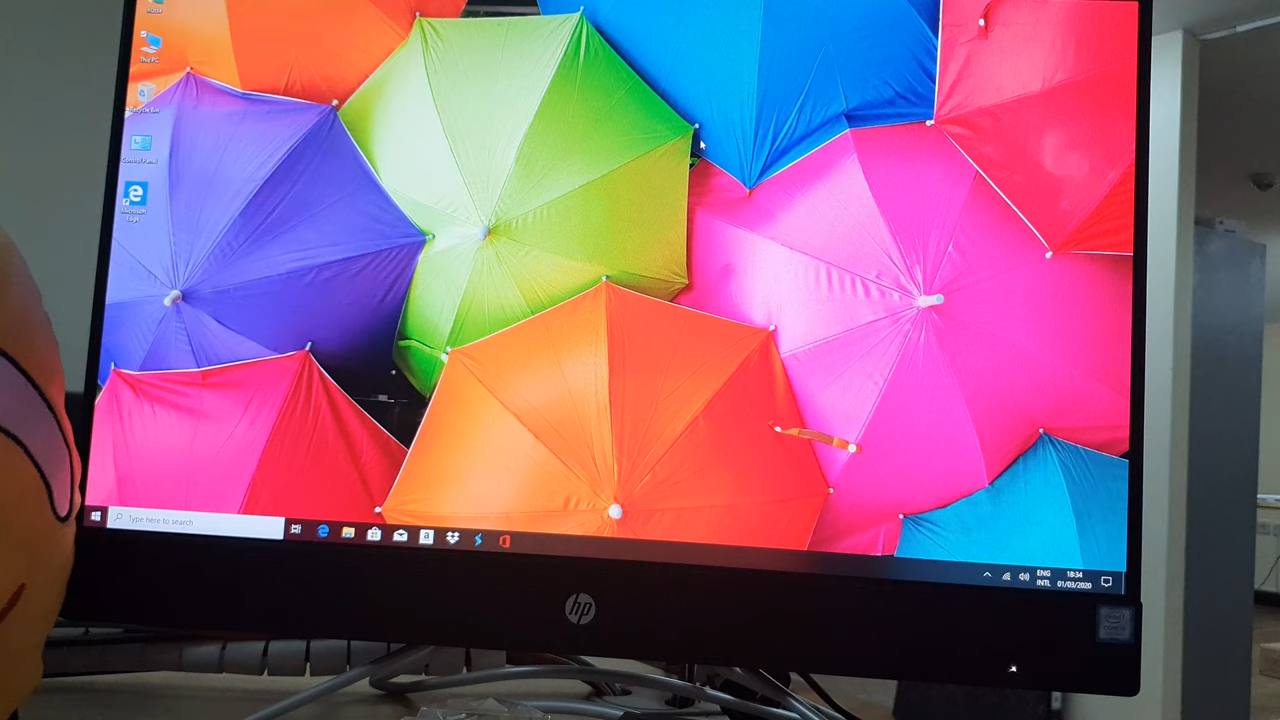 This PC
Recycle Bin
Control Panel
Microsoft
Edge
Type here to search
a
ENG
INTL
18:34
01/03/2020
hp
intel